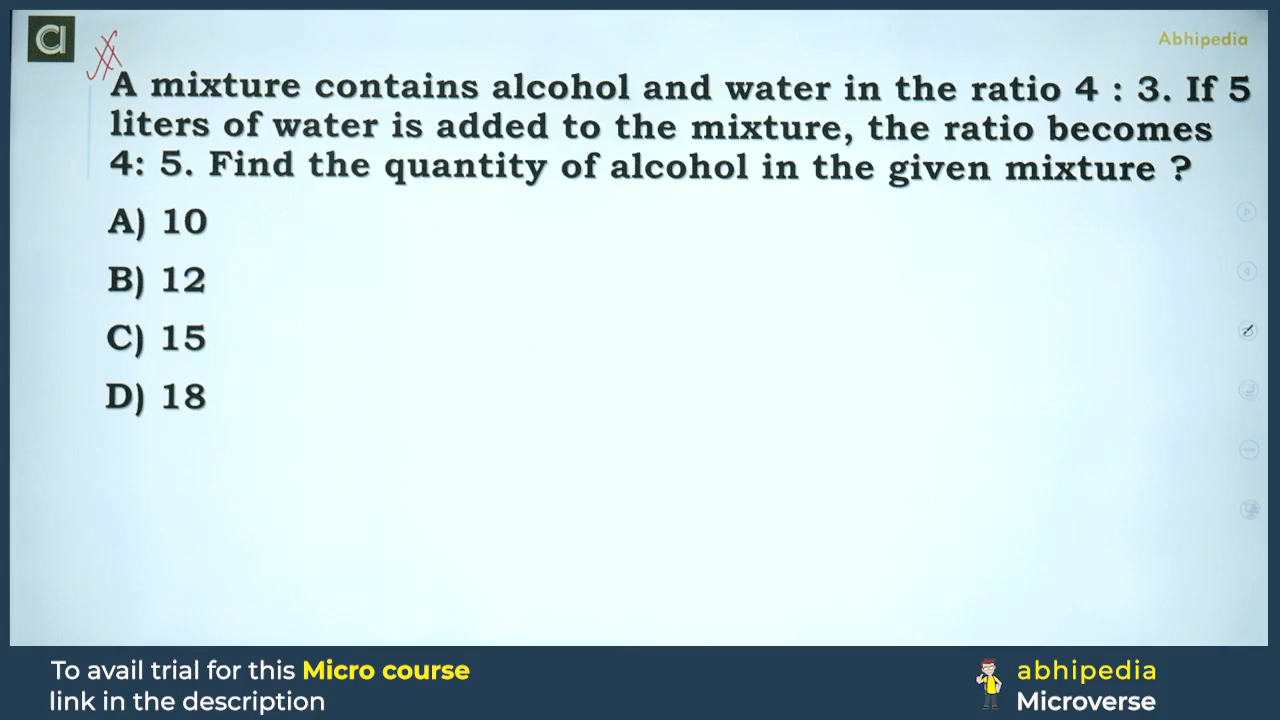 Abhipedia
A mixture contains alcohol and water in the ratio 4 : 3. If 5
liters of water is added to the mixture, the ratio becomes
4: 5. Find the quantity of alcohol in the given mixture ?
A) 10
B) 12
C) 15
D) 18
To avail trial for this Micro course
link in the description
abhipedia
Microverse